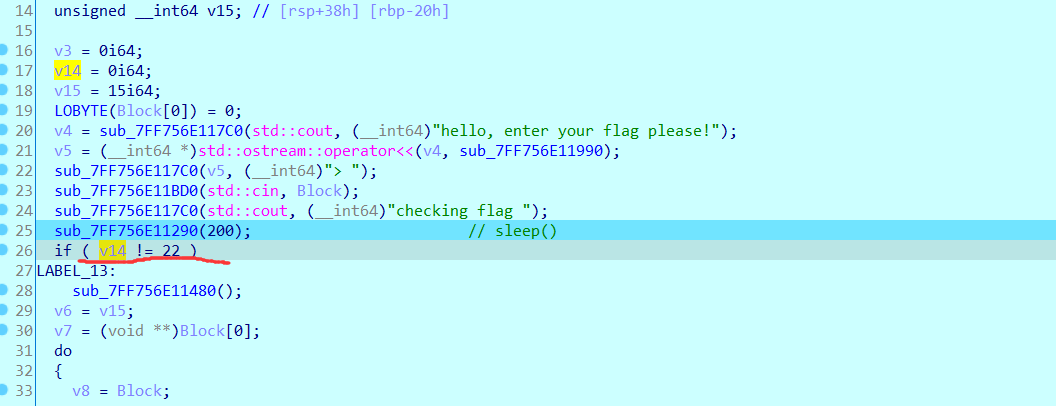 14 unsigned __int64 v15; // [rsp+38h] [rbp-20h]
15
16 v3 = 0i64;
17 v14 = 0i64;
18 v15 = 15i64;
19 LOBYTE(Block[0]) = 0;
20 v4 = sub_7FF756E117C0(std::cout, (__int64)"hello, enter your flag please!");
21 v5 = (__int64 *)std::ostream::operator<<(v4, sub_7FF756E11990);
22 sub_7FF756E117C0(v5, (__int64)"> ");
23 sub_7FF756E11BD0(std::cin, Block);
24 sub_7FF756E117C0(std::cout, (__int64)"checking flag ");
25 sub_7FF756E11290(200); // sleep()
26 if ( v14 != 22 )
27 LABEL_13:
28 sub_7FF756E11480();
29 v6 = v15;
30 v7 = (void **)Block[0];
31 do
32 {
33 v8 = Block;